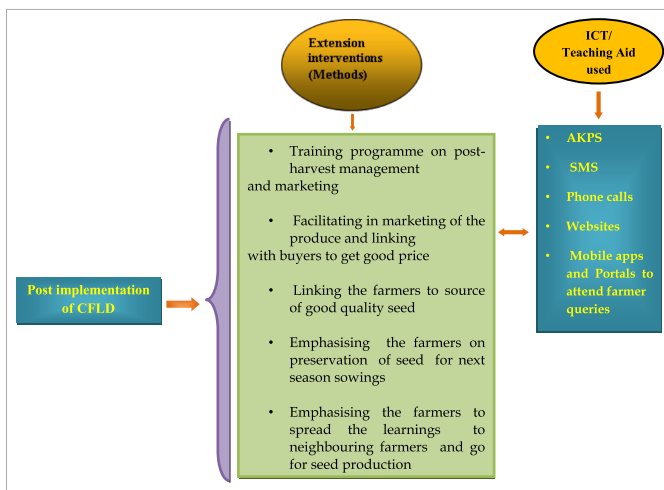 Extension
interventions
(Methods)
ICT/
Teaching Aid
used
Post implementation
of CFLD
• Training programme on post-
harvest management
and marketing
• Facilitating in marketing of the
produce and linking
with buyers to get good price
• Linking the farmers to source
of good quality seed
• Emphasising the farmers on
preservation of seed for next
season sowings
• Emphasising the farmers to
spread the learnings to
neighbouring farmers and go
for seed production
• AKPS
• SMS
• Phone calls
• Websites
• Mobile apps
and Portals to
attend farmer
queries